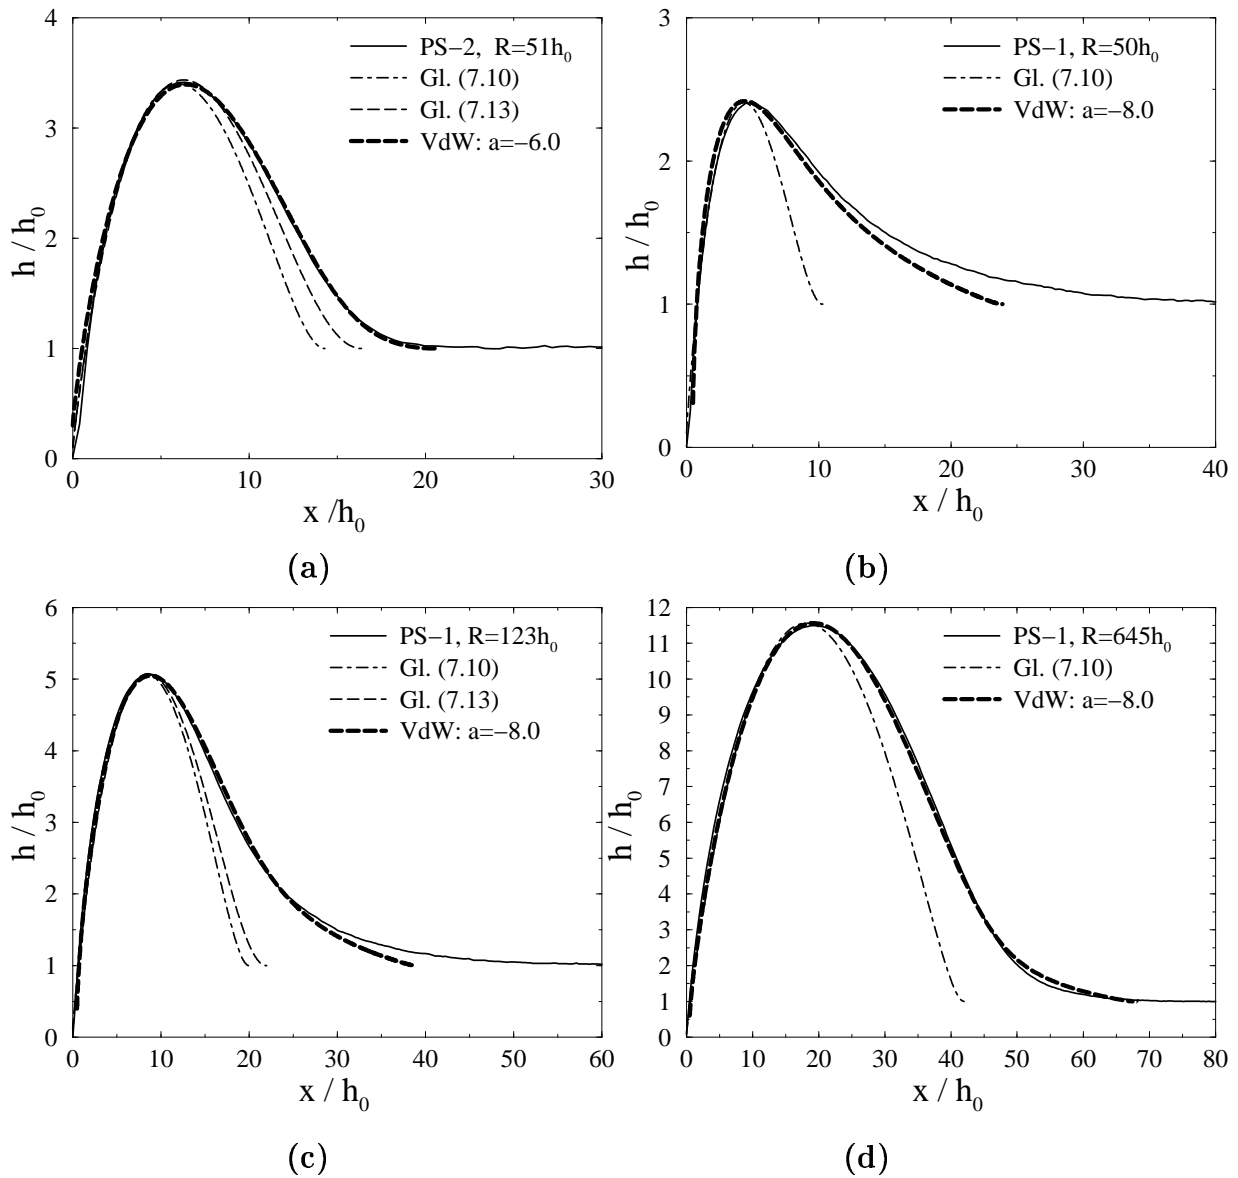 4
3
2
1
0
0
10
20
30
h / h0
x /h0
PS−2, R=51h0
Gl. (7.10)
Gl. (7.13)
VdW: a=−6.0
(a)
3
2
1
0
0
10
20
30
40
h / h0
x / h0
PS−1, R=50h0
Gl. (7.10)
VdW: a=−8.0
(b)
6
5
4
3
2
1
0
0
10
20
30
40
50
60
h / h0
x / h0
PS−1, R=123h0
Gl. (7.10)
Gl. (7.13)
VdW: a=−8.0
(c)
12
11
10
9
8
7
6
5
4
3
2
1
0
0
10
20
30
40
50
60
70
80
h / h0
x / h0
PS−1, R=645h0
Gl. (7.10)
VdW: a=−8.0
(d)